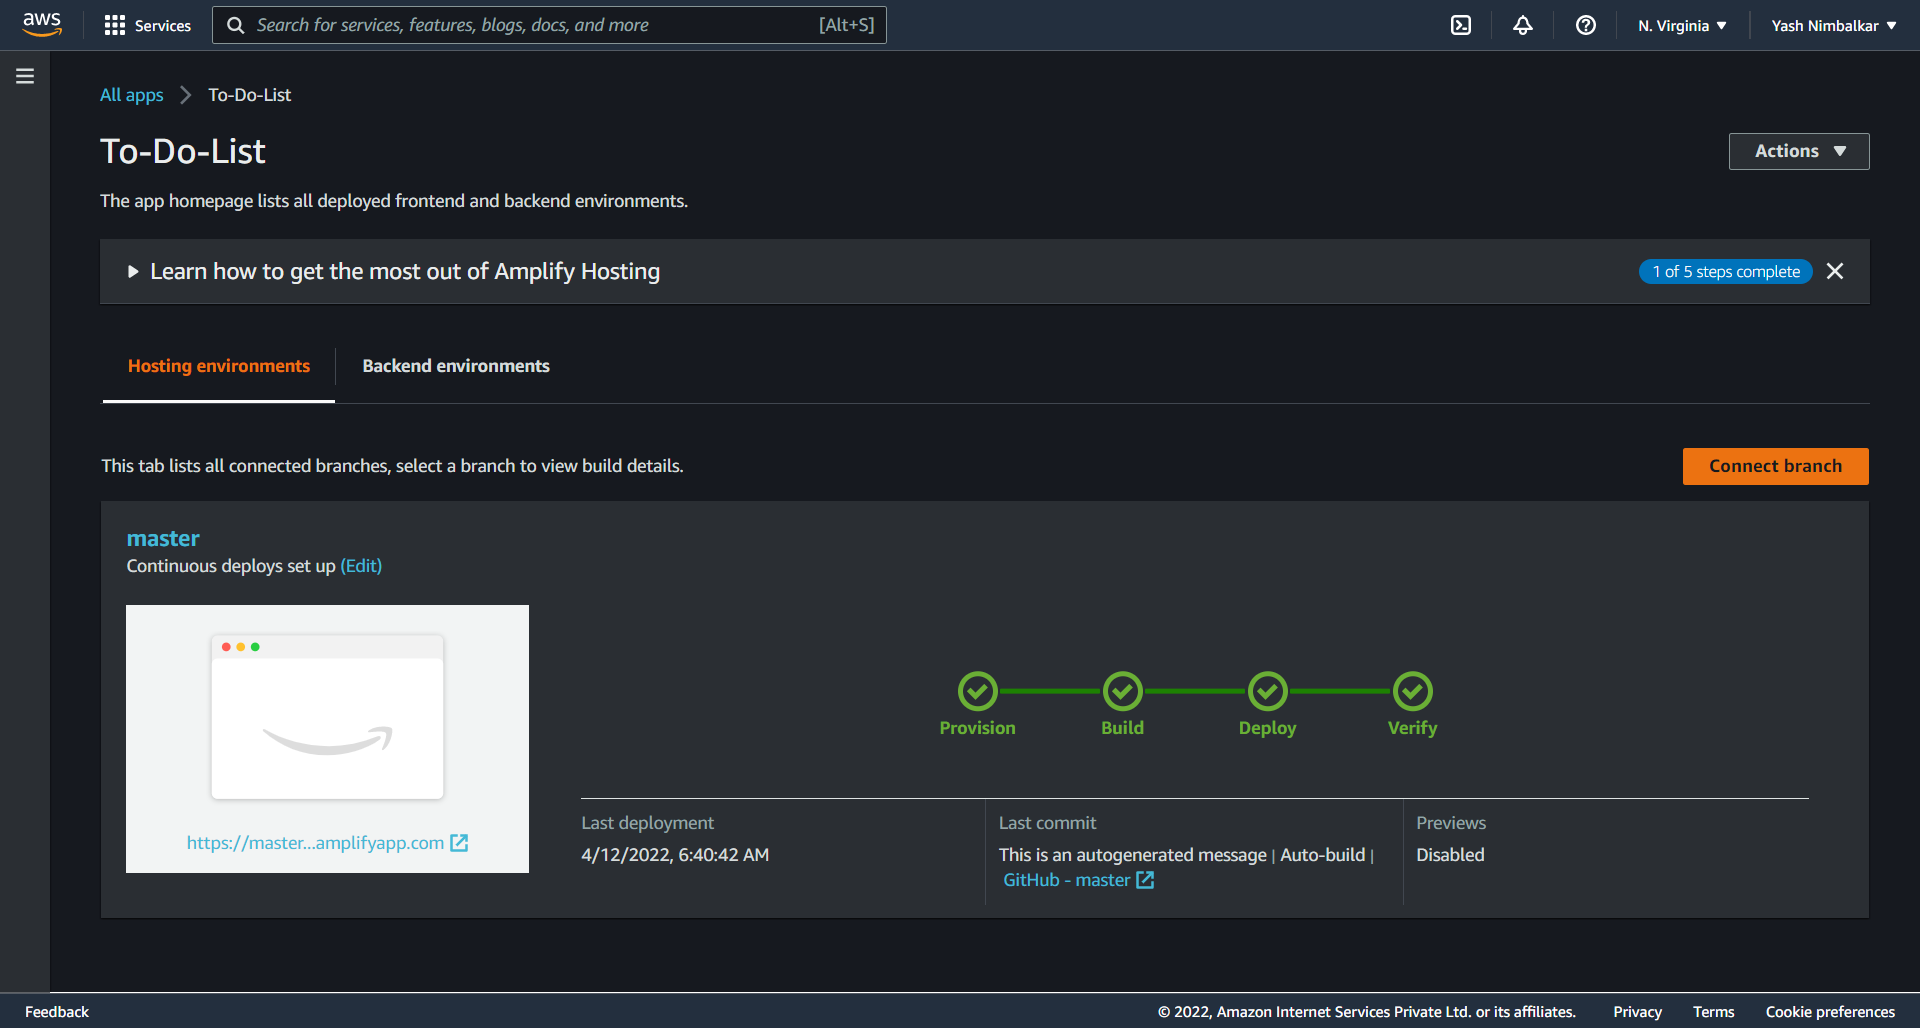 aws
Services
Search for services, features, blogs, docs, and more
[Alt+S]
N. Virginia
Yash Nimbalkar
All apps
To-Do-List
To-Do-List
Actions
The app homepage lists all deployed frontend and backend environments.
Learn how to get the most out of Amplify Hosting
1 of 5 steps complete
Hosting environments
Backend environments
This tab lists all connected branches, select a branch to view build details.
Connect branch
master
Continuous deploys set up (Edit)
https://master...amplifyapp.com
Provision
Build
Deploy
Verify
Last deployment
4/12/2022, 6:40:42 AM
Last commit
This is an autogenerated message | Auto-build |
GitHub - master
Previews
Disabled
Feedback
© 2022, Amazon Internet Services Private Ltd. or its affiliates.
Privacy
Terms
Cookie preferences